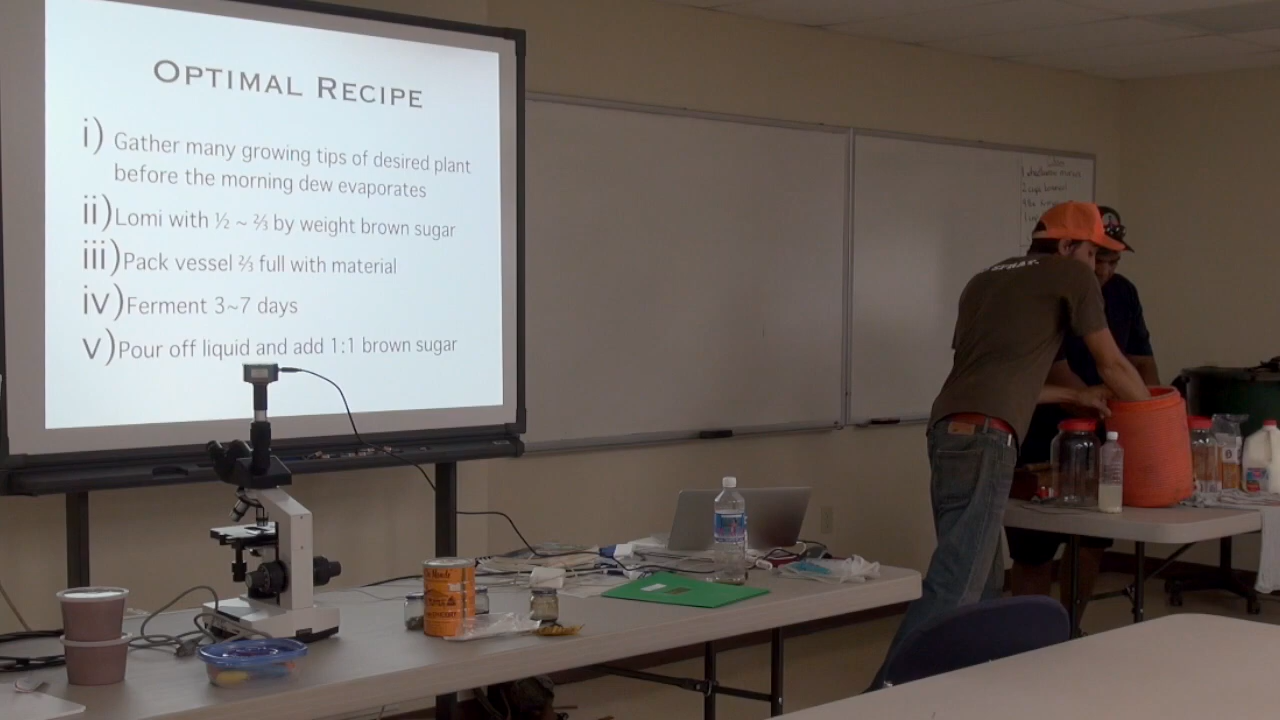 OPTIMAL RECIPE
i) Gather many growing tips of desired plant
before the morning dew evaporates
ii) Lomi with ½ ~ ⅔ by weight brown sugar
iii) Pack vessel ⅔ full with material
iv) Ferment 3~7 days
v) Pour off liquid and add 1:1 brown sugar